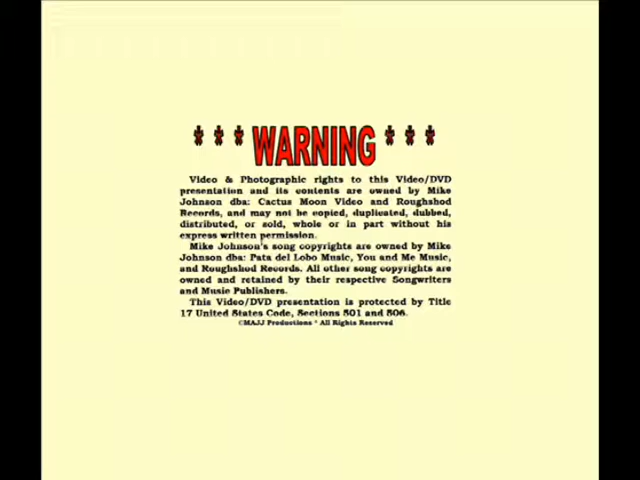 * * * WARNING * * *
Video & Photographic rights to this Video/DVD
presentation and its contents are owned by Mike
Johnson dba: Cactus Moon Video and Roughshod
Records, and may not be copied, duplicated, dubbed,
distributed, or sold, whole or in part without his
express written permission.
Mike Johnson's song copyrights are owned by Mike
Johnson dba: Pata del Lobo Music, You and Me Music,
and Roughshod Records. All other song copyrights are
owned and retained by their respective Songwriters
and Music Publishers.
This Video/DVD presentation is protected by Title
17 United States Code, Sections 501 and 506.
©MAJJ Productions * All Rights Reserved